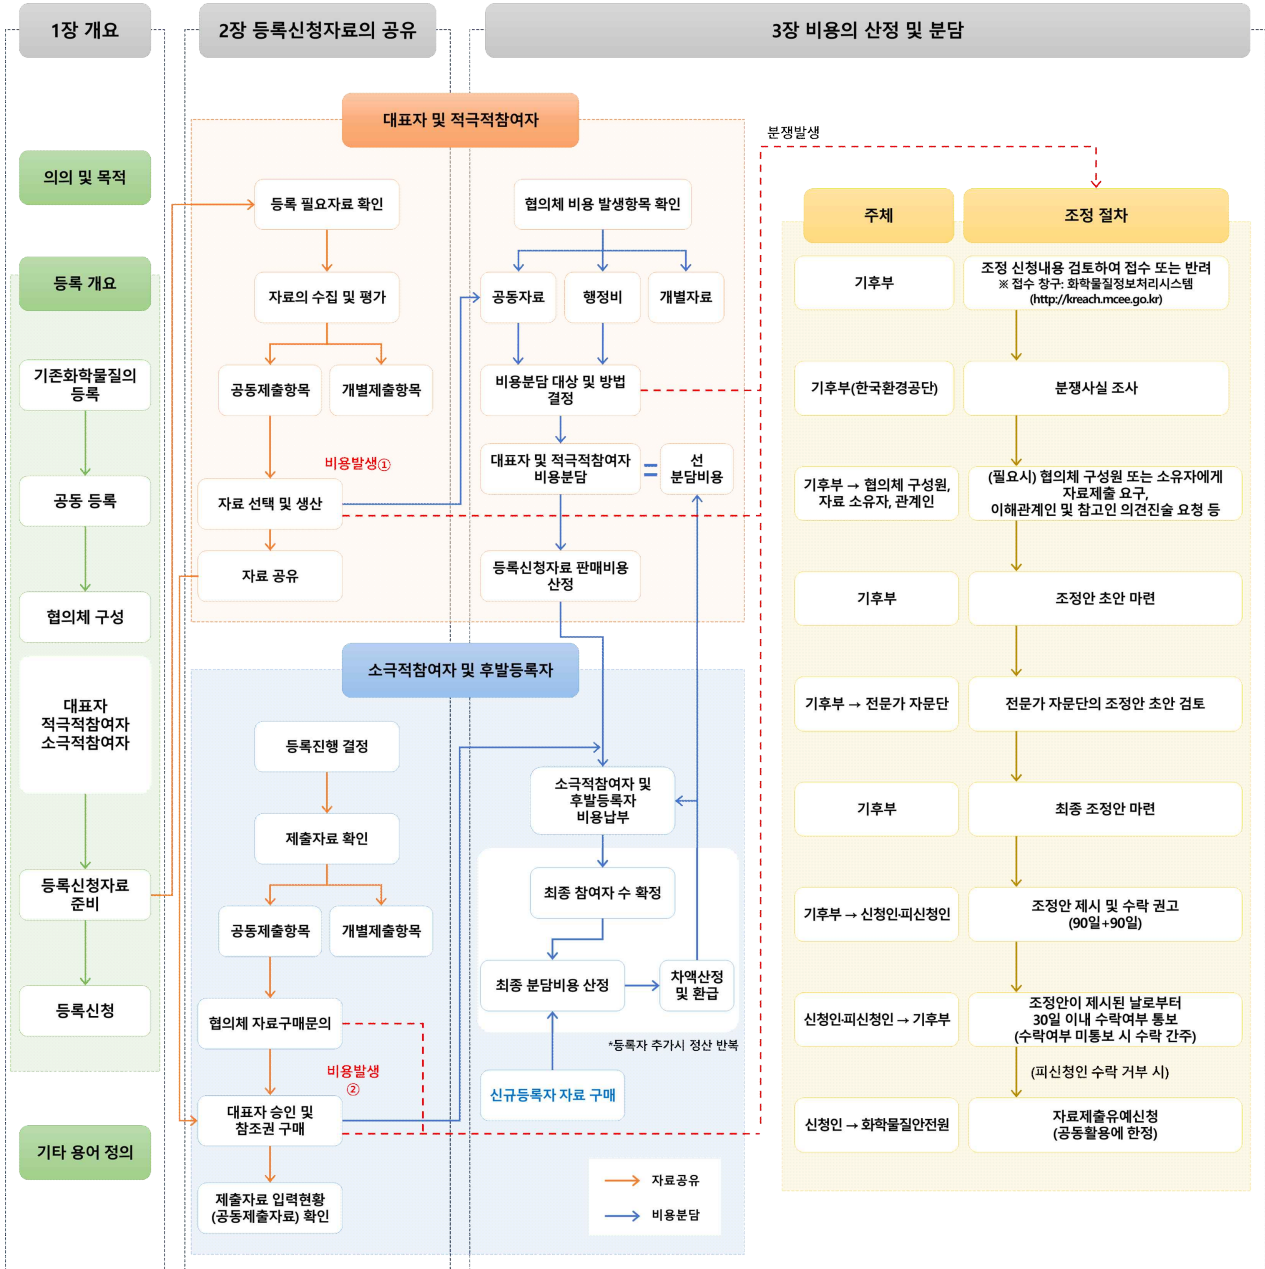 1장 개요
2장 등록신청자료의 공유
3장 비용의 산정 및 분담
의의 및 목적
등록 개요
기존화학물질의
등록
공동 등록
협의체 구성
대표자
적극적참여자
소극적참여자
등록신청자료
준비
등록신청
기타 용어 정의
대표자 및 적극적참여자
등록 필요자료 확인
자료의 수집 및 평가
공동제출항목
개별제출항목
비용발생①
자료 선택 및 생산
자료 공유
협의체 비용 발생항목 확인
공동자료
행정비
개별자료
비용분담 대상 및 방법
결정
대표자 및 적극적참여자
비용분담
=
선
분담비용
등록신청자료 판매비용
산정
소극적참여자 및 후발등록자
등록진행 결정
제출자료 확인
공동제출항목
개별제출항목
협의체 자료구매문의
비용발생
②
대표자 승인 및
참조권 구매
제출자료 입력현황
(공동제출자료) 확인
소극적참여자 및
후발등록자
비용납부
최종 참여자 수 확정
최종 분담비용 산정
차액산정
및 환급
*등록자 추가시 정산 반복
신규등록자 자료 구매
자료공유
비용분담
분쟁발생
주체
조정 절차
기후부
조정 신청내용 검토하여 접수 또는 반려
※ 접수 창구: 화학물질정보처리시스템
(http://kreach.mcee.go.kr)
기후부(한국환경공단)
분쟁사실 조사
기후부 → 협의체 구성원,
자료 소유자, 관계인
(필요시) 협의체 구성원 또는 소유자에게
자료제출 요구,
이해관계인 및 참고인 의견진술 요청 등
기후부
조정안 초안 마련
기후부 → 전문가 자문단
전문가 자문단의 조정안 초안 검토
기후부
최종 조정안 마련
기후부 → 신청인·피신청인
조정안 제시 및 수락 권고
(90일+90일)
신청인·피신청인 → 기후부
조정안이 제시된 날로부터
30일 이내 수락여부 통보
(수락여부 미통보 시 수락 간주)
(피신청인 수락 거부 시)
신청인 → 화학물질안전원
자료제출유예신청
(공동활용에 한정)